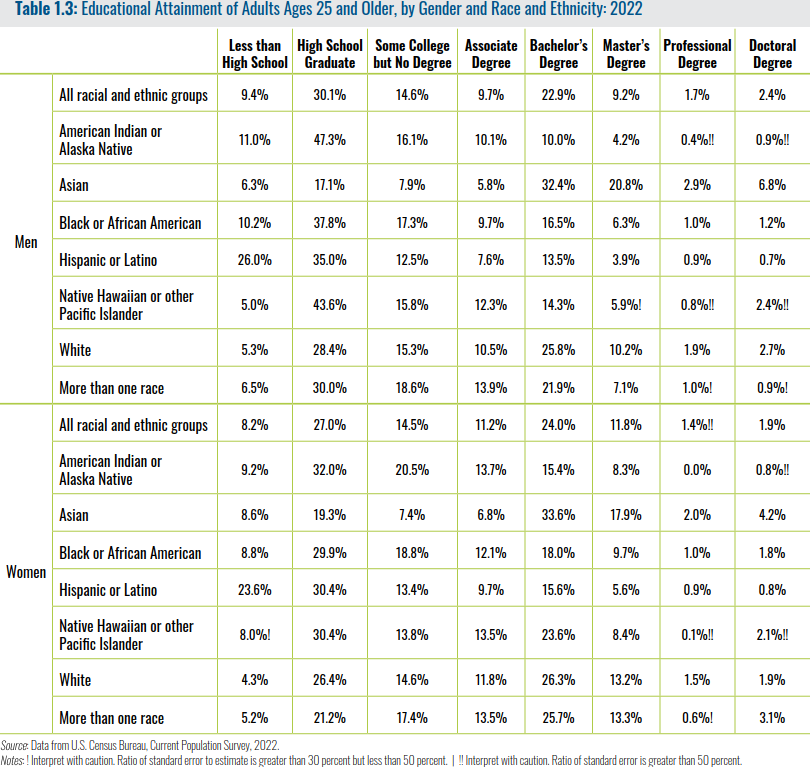 Table 1.3: Educational Attainment of Adults Ages 25 and Older, by Gender and Race and Ethnicity: 2022
Less than High School Some College Associate Bachelor's Master's Professional Doctoral
High School Graduate but No Degree Degree Degree Degree Degree Degree
All racial and ethnic groups 9.4% 30.1% 14.6% 9.7% 22.9% 9.2% 1.7% 2.4%
American Indian or
Alaska Native 11.0% 47.3% 16.1% 10.1% 10.0% 4.2% 0.4%!! 0.9%!!
Asian 6.3% 17.1% 7.9% 5.8% 32.4% 20.8% 2.9% 6.8%
Black or African American 10.2% 37.8% 17.3% 9.7% 16.5% 6.3% 1.0% 1.2%
Men
Hispanic or Latino 26.0% 35.0% 12.5% 7.6% 13.5% 3.9% 0.9% 0.7%
Native Hawaiian or other
Pacific Islander 5.0% 43.6% 15.8% 12.3% 14.3% 5.9%! 0.8%!! 2.4%!!
White 5.3% 28.4% 15.3% 10.5% 25.8% 10.2% 1.9% 2.7%
More than one race 6.5% 30.0% 18.6% 13.9% 21.9% 7.1% 1.0%! 0.9%!
All racial and ethnic groups 8.2% 27.0% 14.5% 11.2% 24.0% 11.8% 1.4%!! 1.9%
American Indian or
Alaska Native 9.2% 32.0% 20.5% 13.7% 15.4% 8.3% 0.0% 0.8%!!
Asian 8.6% 19.3% 7.4% 6.8% 33.6% 17.9% 2.0% 4.2%
Black or African American 8.8% 29.9% 18.8% 12.1% 18.0% 9.7% 1.0% 1.8%
Women
Hispanic or Latino 23.6% 30.4% 13.4% 9.7% 15.6% 5.6% 0.9% 0.8%
Native Hawaiian or other
Pacific Islander 8.0%! 30.4% 13.8% 13.5% 23.6% 8.4% 0.1%!! 2.1%!!
White 4.3% 26.4% 14.6% 11.8% 26.3% 13.2% 1.5% 1.9%
More than one race 5.2% 21.2% 17.4% 13.5% 25.7% 13.3% 0.6%! 3.1%
Source: Data from U.S. Census Bureau, Current Population Survey, 2022.
Notes: ! Interpret with caution. Ratio of standard error to estimate is greater than 30 percent but less than 50 percent. | !! Interpret with caution. Ratio of standard error is greater than 50 percent.